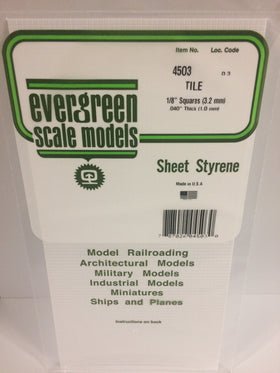 Item No. Loc. Code
4503 03
TILE
1/8" Squares (3.2 mm)
.040" Thick (1.0 mm)
evergreen
scale models
Sheet Styrene
Made in U.S.A
Model Railroading
Architectural Models
Military Models
Industrial Models
Miniatures
Ships and Planes
Instructions on back